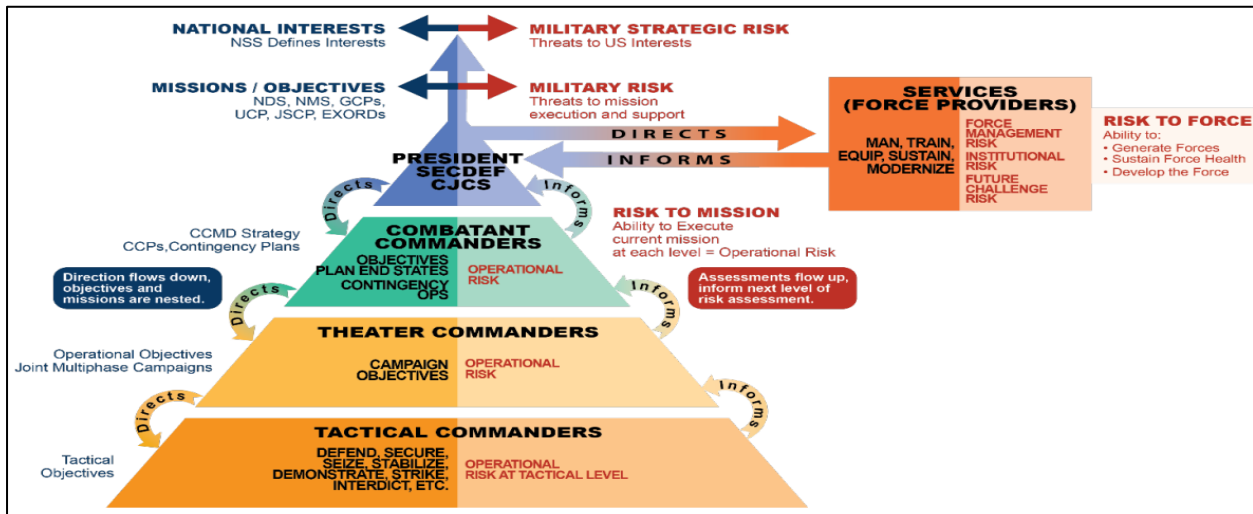 NATIONAL INTERESTS
NSS Defines Interests
MILITARY STRATEGIC RISK
Threats to US Interests
MISSIONS / OBJECTIVES
NDS, NMS, GCPs,
UCP, JSCP, EXORDs
MILITARY RISK
Threats to mission
execution and support
DIRECTS
INFORMS
SERVICES
(FORCE PROVIDERS)
MAN, TRAIN,
EQUIP, SUSTAIN,
MODERNIZE
FORCE
MANAGEMENT
RISK
INSTITUTIONAL
RISK
FUTURE
CHALLENGE
RISK
RISK TO FORCE
Ability to:
• Generate Forces
• Sustain Force Health
• Develop the Force
PRESIDENT
SECDEF
CJCS
Directs
Informs
CCMD Strategy
CCPs,Contingency Plans
COMBATANT
COMMANDERS
OBJECTIVES
PLAN END STATES
CONTINGENCY
OPS
OPERATIONAL
RISK
RISK TO MISSION
Ability to Execute
current mission
at each level = Operational Risk
Direction flows down,
objectives and
missions are nested.
Assessments flow up,
inform next level of
risk assessment.
Directs
Informs
Operational Objectives
Joint Multiphase Campaigns
THEATER COMMANDERS
CAMPAIGN
OBJECTIVES
OPERATIONAL
RISK
Directs
Informs
Tactical
Objectives
TACTICAL COMMANDERS
DEFEND, SECURE,
SEIZE, STABILIZE,
DEMONSTRATE, STRIKE,
INTERDICT, ETC.
OPERATIONAL
RISK AT TACTICAL LEVEL